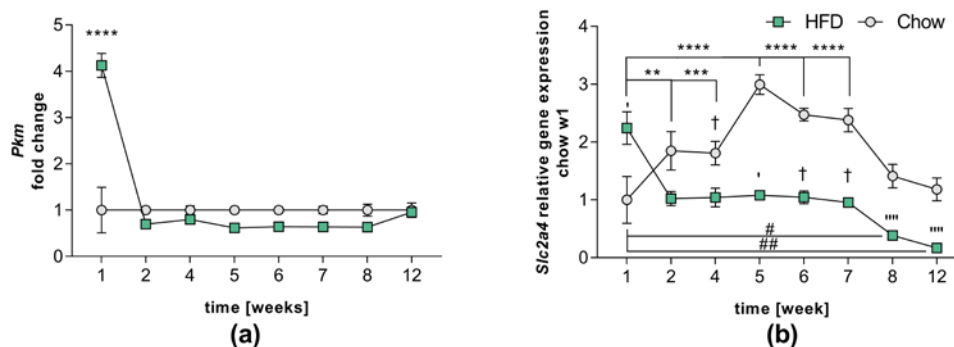 ****
5
4
3
2
1
0
Pkm
fold change
1 2 4 5 6 7 8 12
time [weeks]
(a)
HFD Chow
**** **** ****
** ***
†
' † †
"" ""
#
##
4
3
2
1
0
Slc2a4 relative gene expression
chow w1
1 2 4 5 6 7 8 12
time [week]
(b)